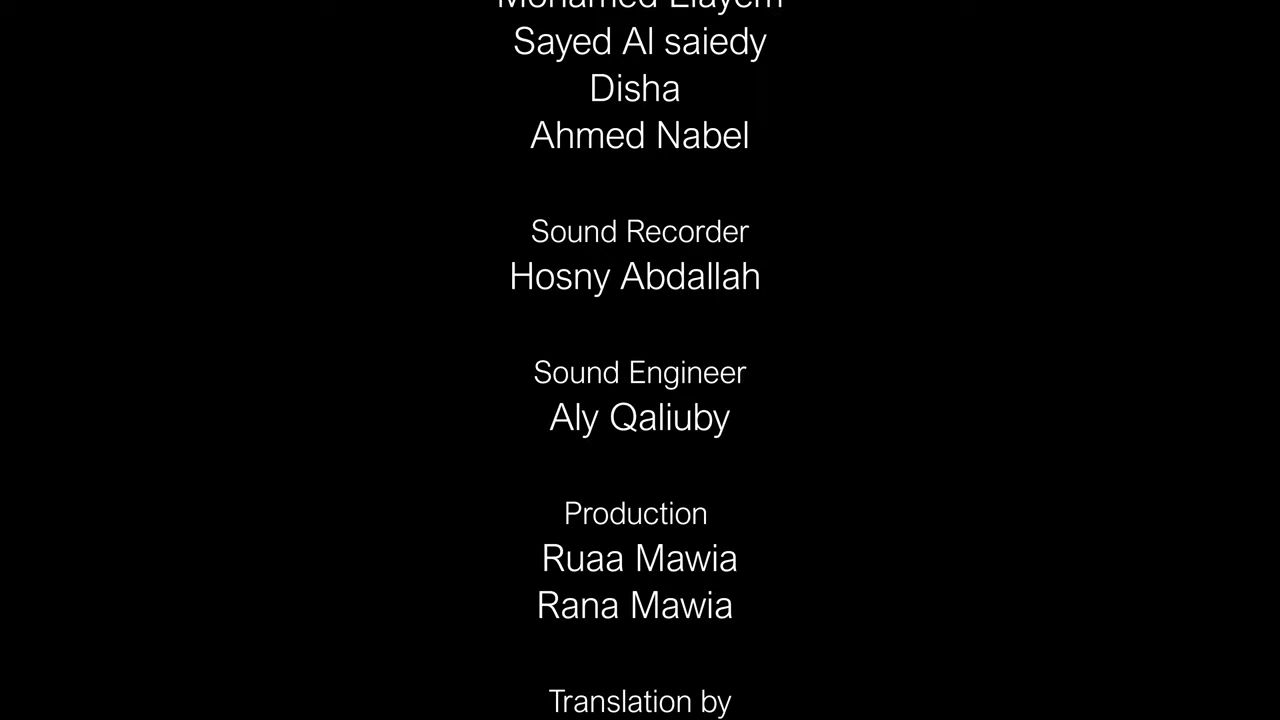 Mohamed
Sayed Al saiedy
Disha
Ahmed Nabel
Sound Recorder
Hosny Abdallah
Sound Engineer
Aly Qaliuby
Production
Ruaa Mawia
Rana Mawia
Translation by